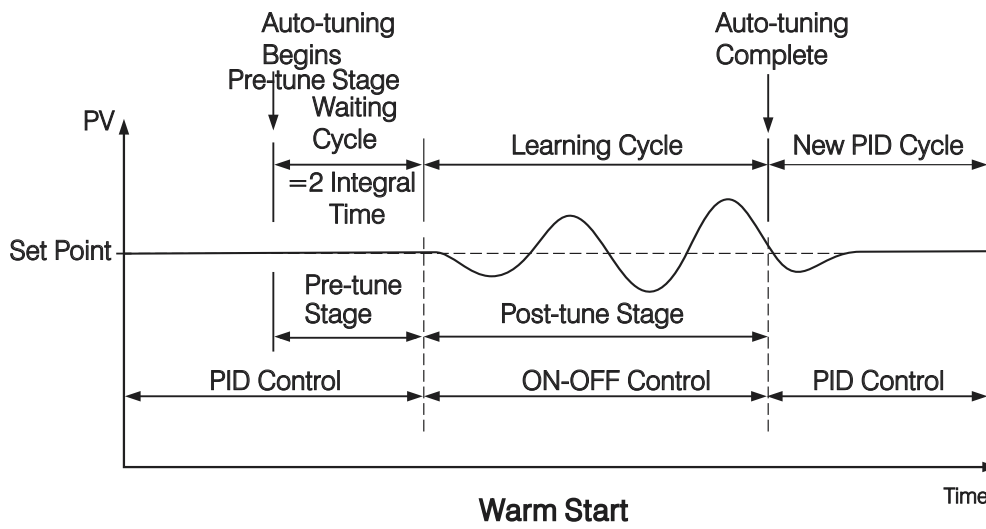 Auto-tuning
Begins
Pre-tune Stage
Waiting
Cycle
=2 Integral
Time
Auto-tuning
Complete
PV
Learning Cycle
New PID Cycle
Set Point
Pre-tune
Stage
Post-tune Stage
PID Control
ON-OFF Control
PID Control
Time
Warm Start